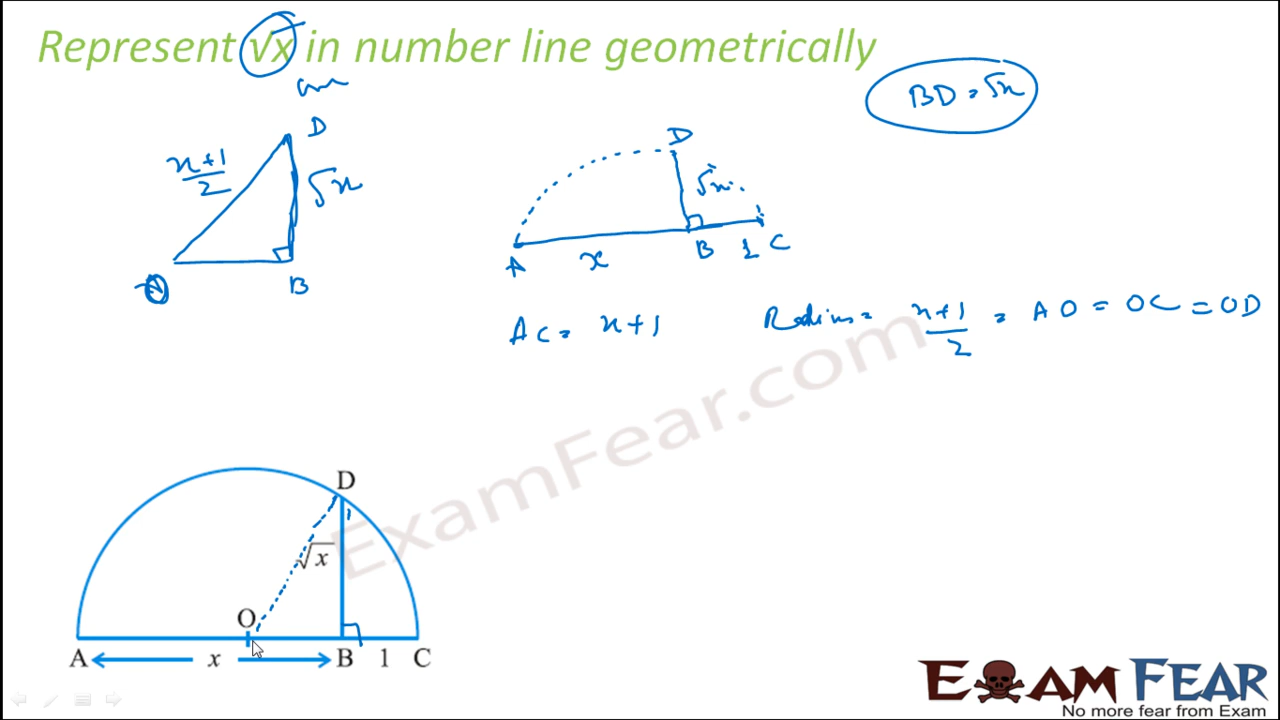 Represent √x in number line geometrically
BD = √x
D
x+1
2
√x
B
D
√x
A
x
B
1
C
AC = x+1
Radius = x+1 = AO = OC = OD
2
ExamFear.com
D
√x
O
A
x
B
1
C
EXAM FEAR
No more fear from Exam